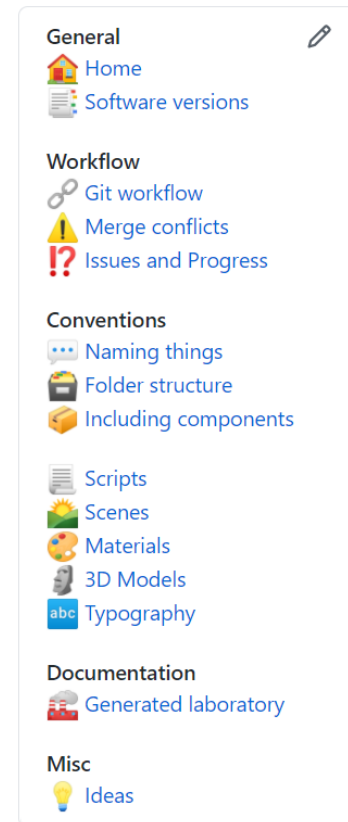 General
Home
Software versions
Workflow
Git workflow
Merge conflicts
Issues and Progress
Conventions
Naming things
Folder structure
Including components
Scripts
Scenes
Materials
3D Models
abc Typography
Documentation
Generated laboratory
Misc
Ideas